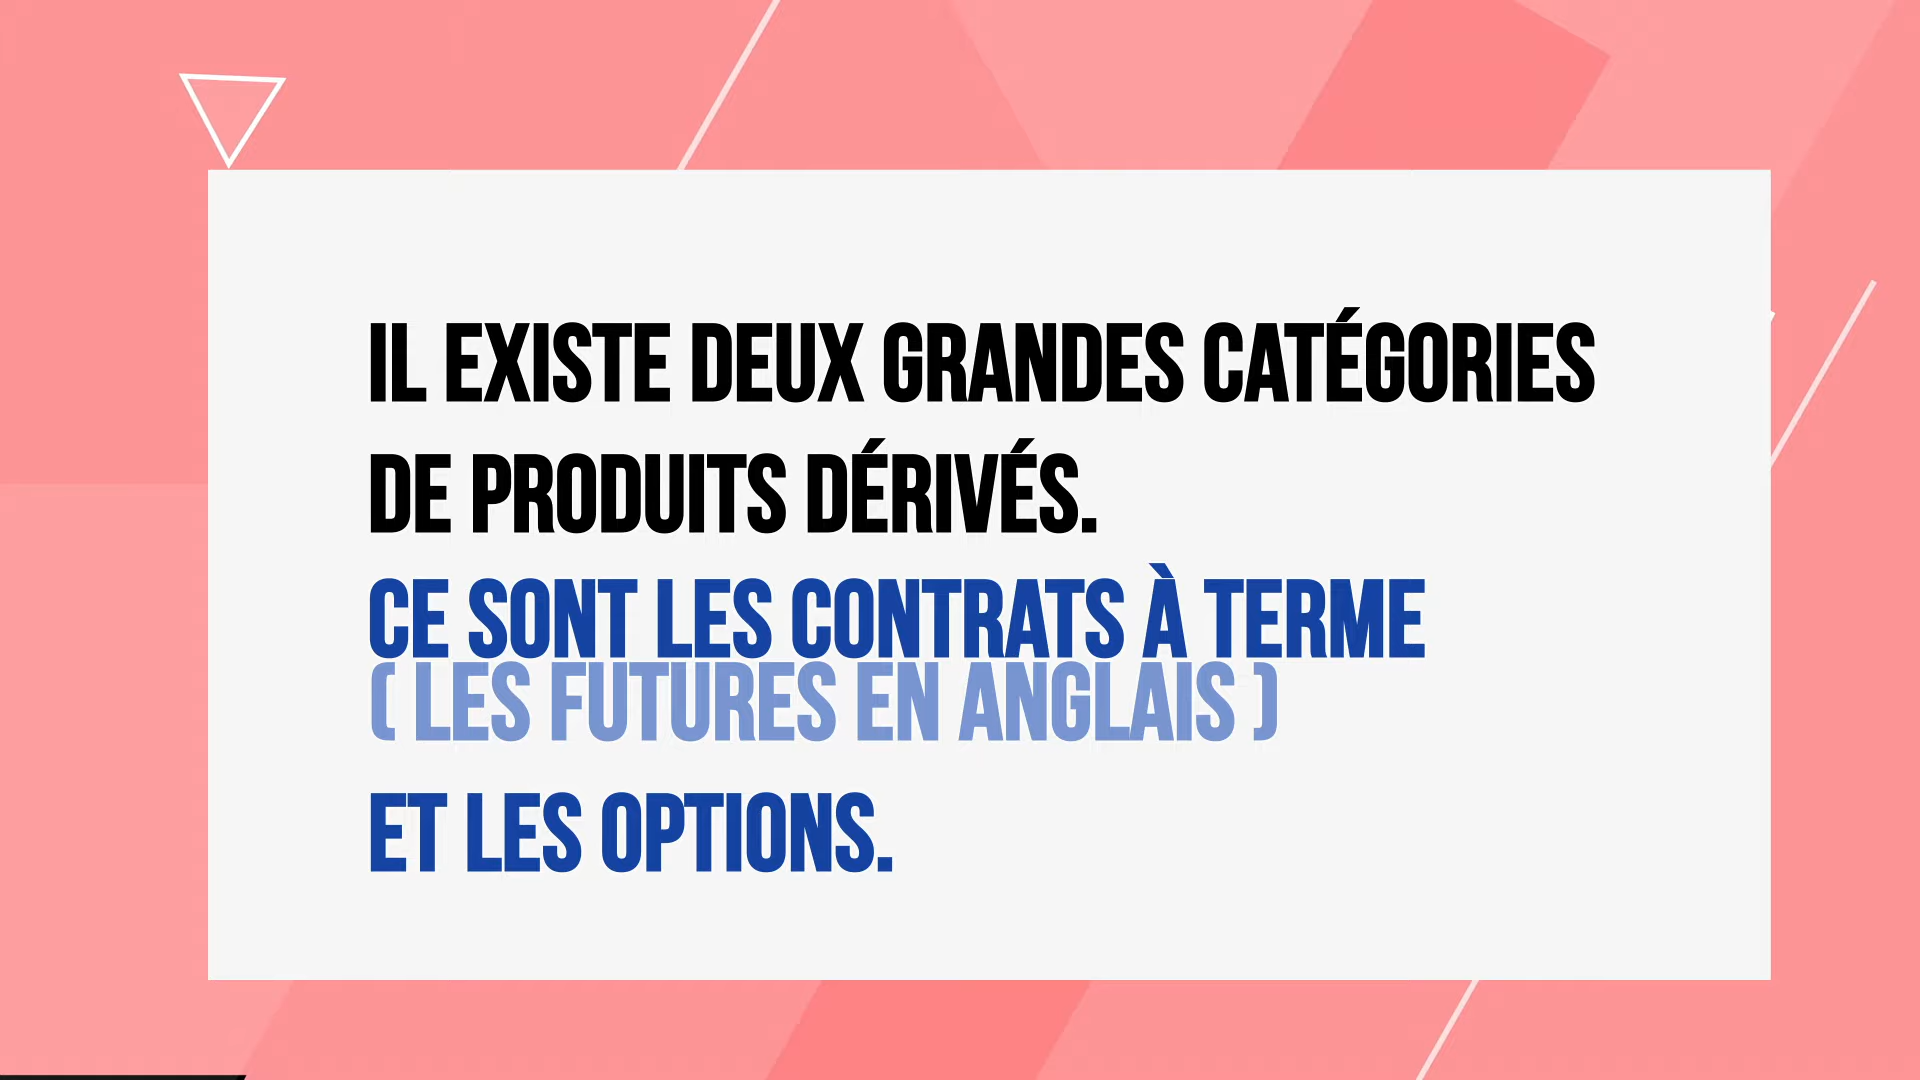 IL EXISTE DEUX GRANDES CATÉGORIES
DE PRODUITS DÉRIVÉS.
CE SONT LES CONTRATS À TERME
( LES FUTURES EN ANGLAIS )
ET LES OPTIONS.